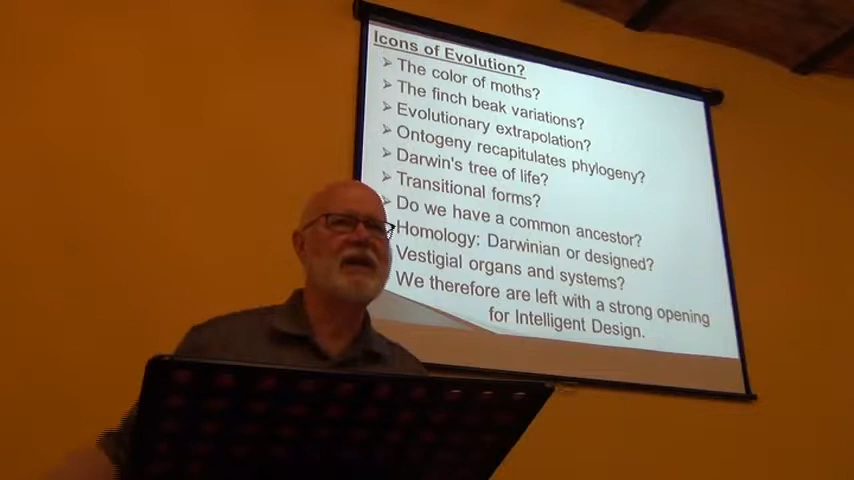 Icons of Evolution?
➢ The color of moths?
➢ The finch beak variations?
➢ Evolutionary extrapolation?
➢ Ontogeny recapitulates phylogeny?
➢ Darwin's tree of life?
➢ Transitional forms?
➢ Do we have a common ancestor?
Homology: Darwinian or designed?
Vestigial organs and systems?
We therefore are left with a strong opening
for Intelligent Design.